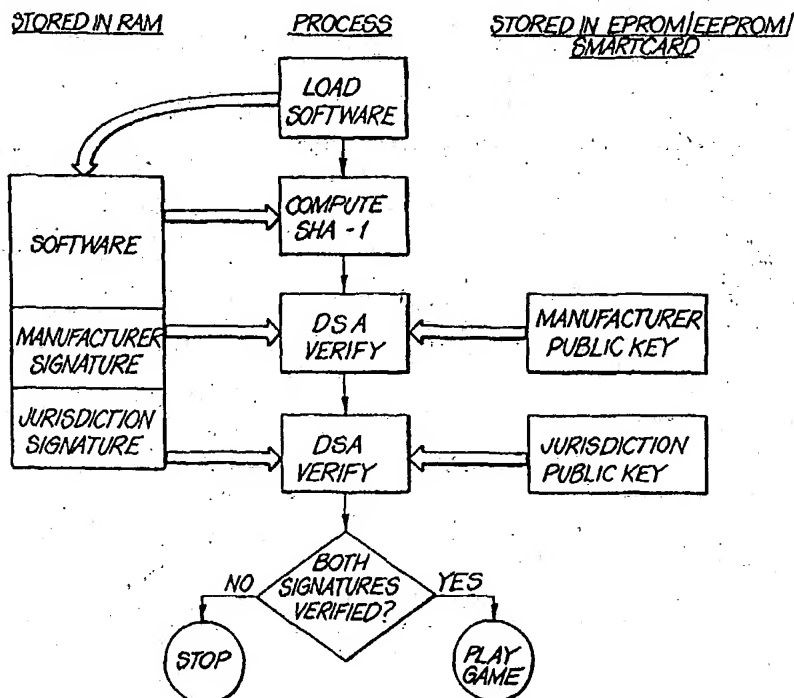 STORED IN RAM
PROCESS
STORED IN EPROM/EEPROM/
SMARTCARD
LOAD
SOFTWARE
SOFTWARE
COMPUTE
SHA - 1
MANUFACTURER
SIGNATURE
DSA
VERIFY
MANUFACTURER
PUBLIC KEY
JURISDICTION
SIGNATURE
DSA
VERIFY
JURISDICTION
PUBLIC KEY
BOTH
SIGNATURES
VERIFIED?
NO
YES
STOP
PLAY
GAME